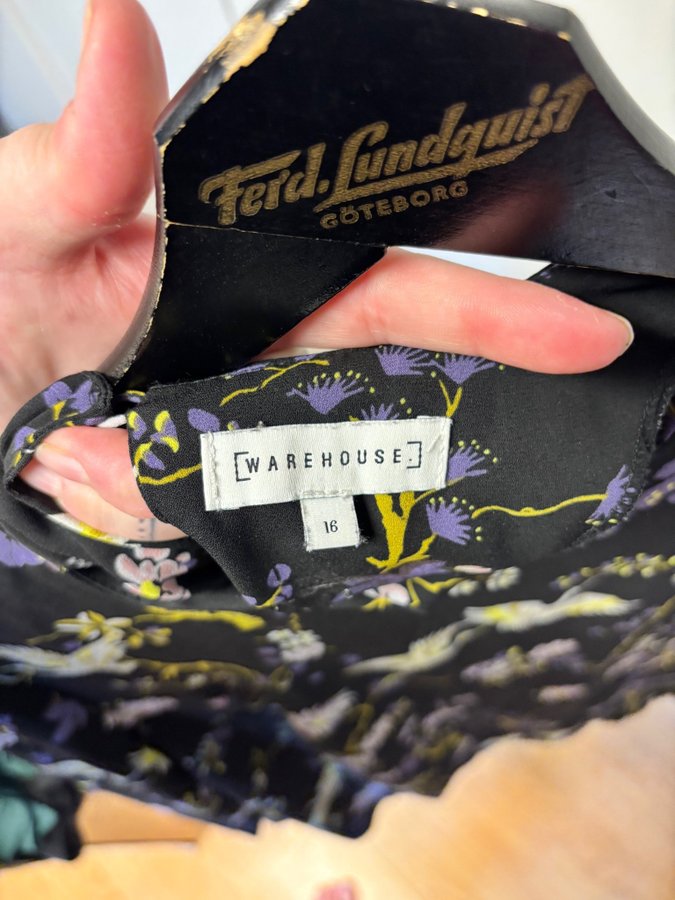 Ferd. Lundquist
GÖTEBORG
[WAREHOUSE.]
16